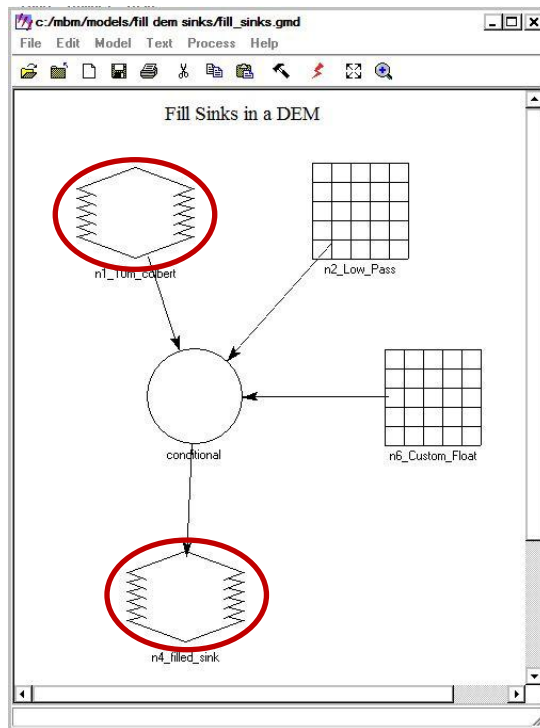 c:/mbm/models/fill dem sinks/fill_sinks.gmd
File Edit Model Text Process Help
Fill Sinks in a DEM
n1_10m_colbert
n2_Low_Pass
conditional
n6_Custom_Float
n4_filled_sink